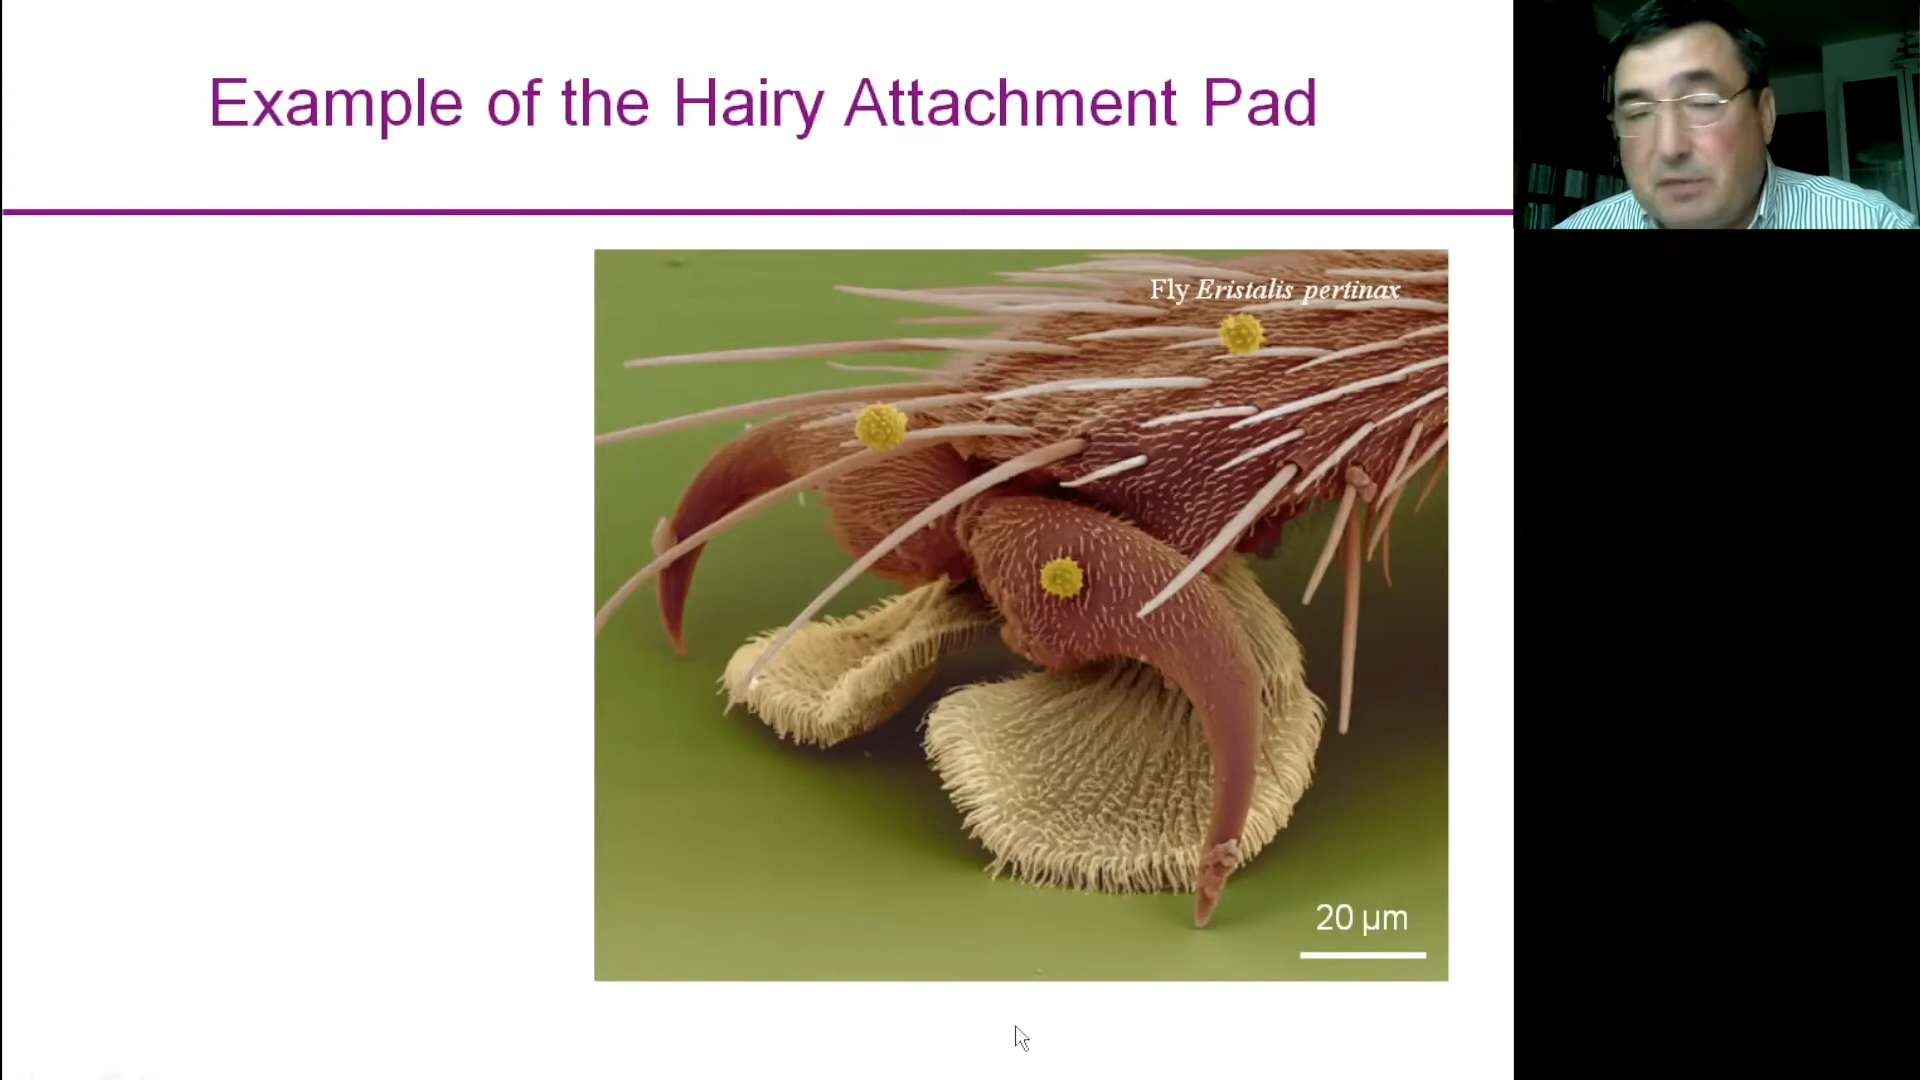 Example of the Hairy Attachment Pad
Fly Eristalis pertinax
20 µm